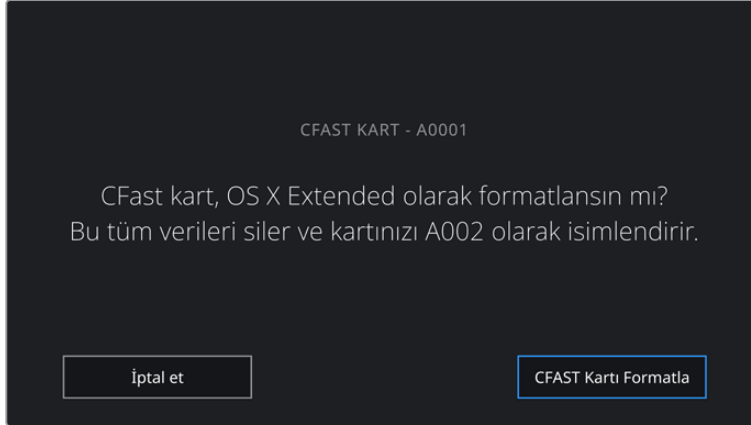 CFAST KART - A0001
CFast kart, OS X Extended olarak formatlansın mı?
Bu tüm verileri siler ve kartınızı A002 olarak isimlendirir.
İptal et
CFAST Kartı Formatla